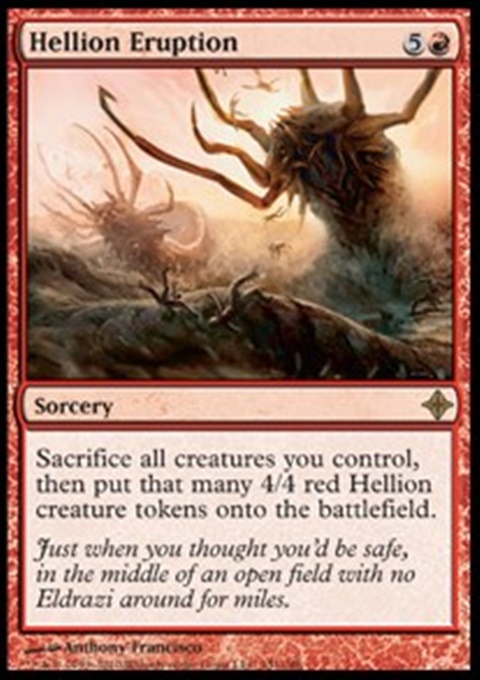 Hellion Eruption 5
Sorcery
Sacrifice all creatures you control,
then put that many 4/4 red Hellion
creature tokens onto the battlefield.
Just when you thought you'd be safe,
in the middle of an open field with no
Eldrazi around for miles.
Anthony Francisco